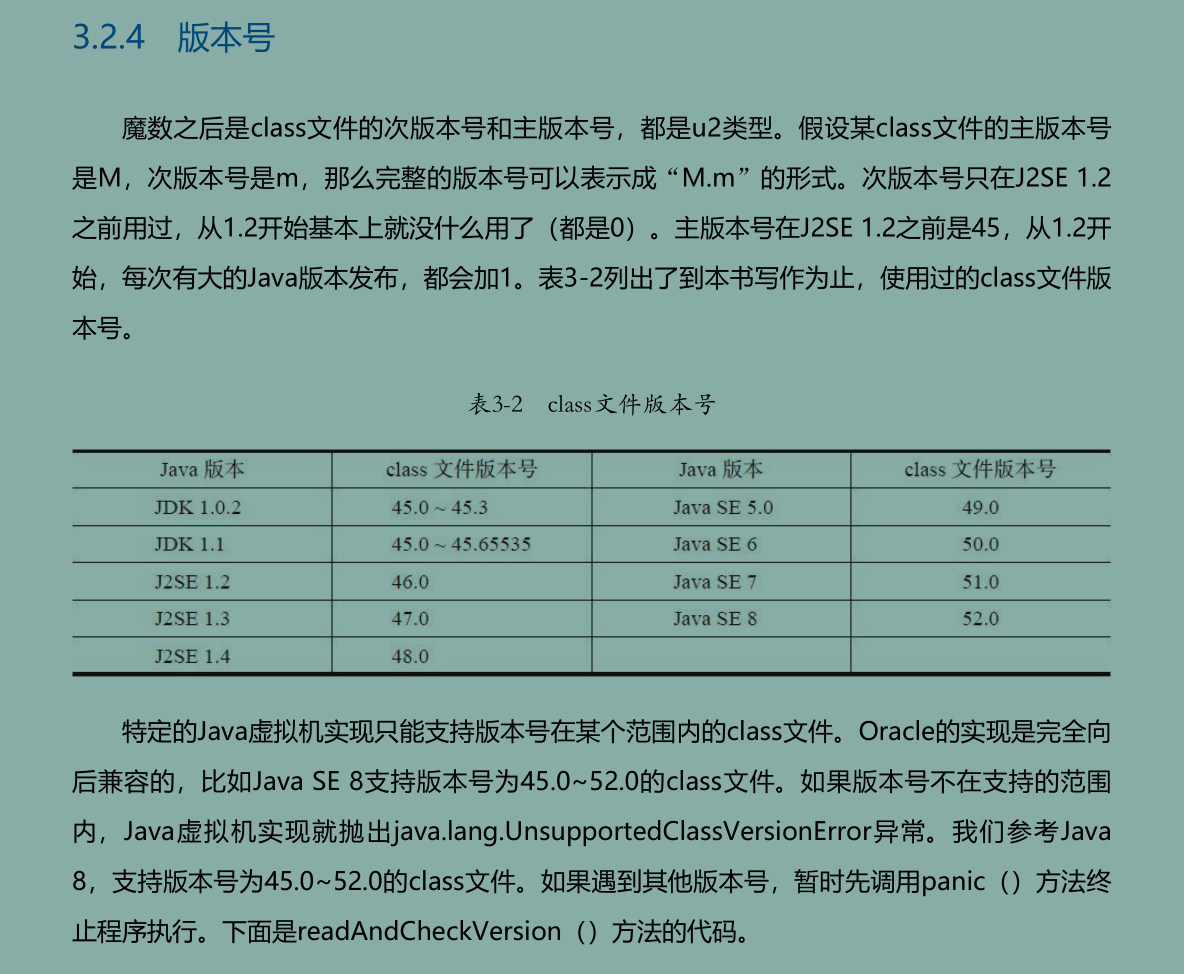 3.2.4 版本号
魔数之后是class文件的次版本号和主版本号，都是u2类型。假设某class文件的主版本号
是M，次版本号是m，那么完整的版本号可以表示成“M.m”的形式。次版本号只在J2SE 1.2
之前用过，从1.2开始基本上就没什么用了（都是0）。主版本号在J2SE 1.2之前是45，从1.2开
始，每次有大的Java版本发布，都会加1。表3-2列出了到本书写作为止，使用过的class文件版
本号。
表3-2 class文件版本号
Java 版本 class 文件版本号 Java 版本 class 文件版本号
JDK 1.0.2 45.0 ~ 45.3 Java SE 5.0 49.0
JDK 1.1 45.0 ~ 45.65535 Java SE 6 50.0
J2SE 1.2 46.0 Java SE 7 51.0
J2SE 1.3 47.0 Java SE 8 52.0
J2SE 1.4 48.0
特定的Java虚拟机实现只能支持版本号在某个范围内的class文件。Oracle的实现是完全向
后兼容的，比如Java SE 8支持版本号为45.0~52.0的class文件。如果版本号不在支持的范围
内，Java虚拟机实现就抛出java.lang.UnsupportedClassVersionError异常。我们参考Java
8，支持版本号为45.0~52.0的class文件。如果遇到其他版本号，暂时先调用panic（）方法终
止程序执行。下面是readAndCheckVersion（）方法的代码。